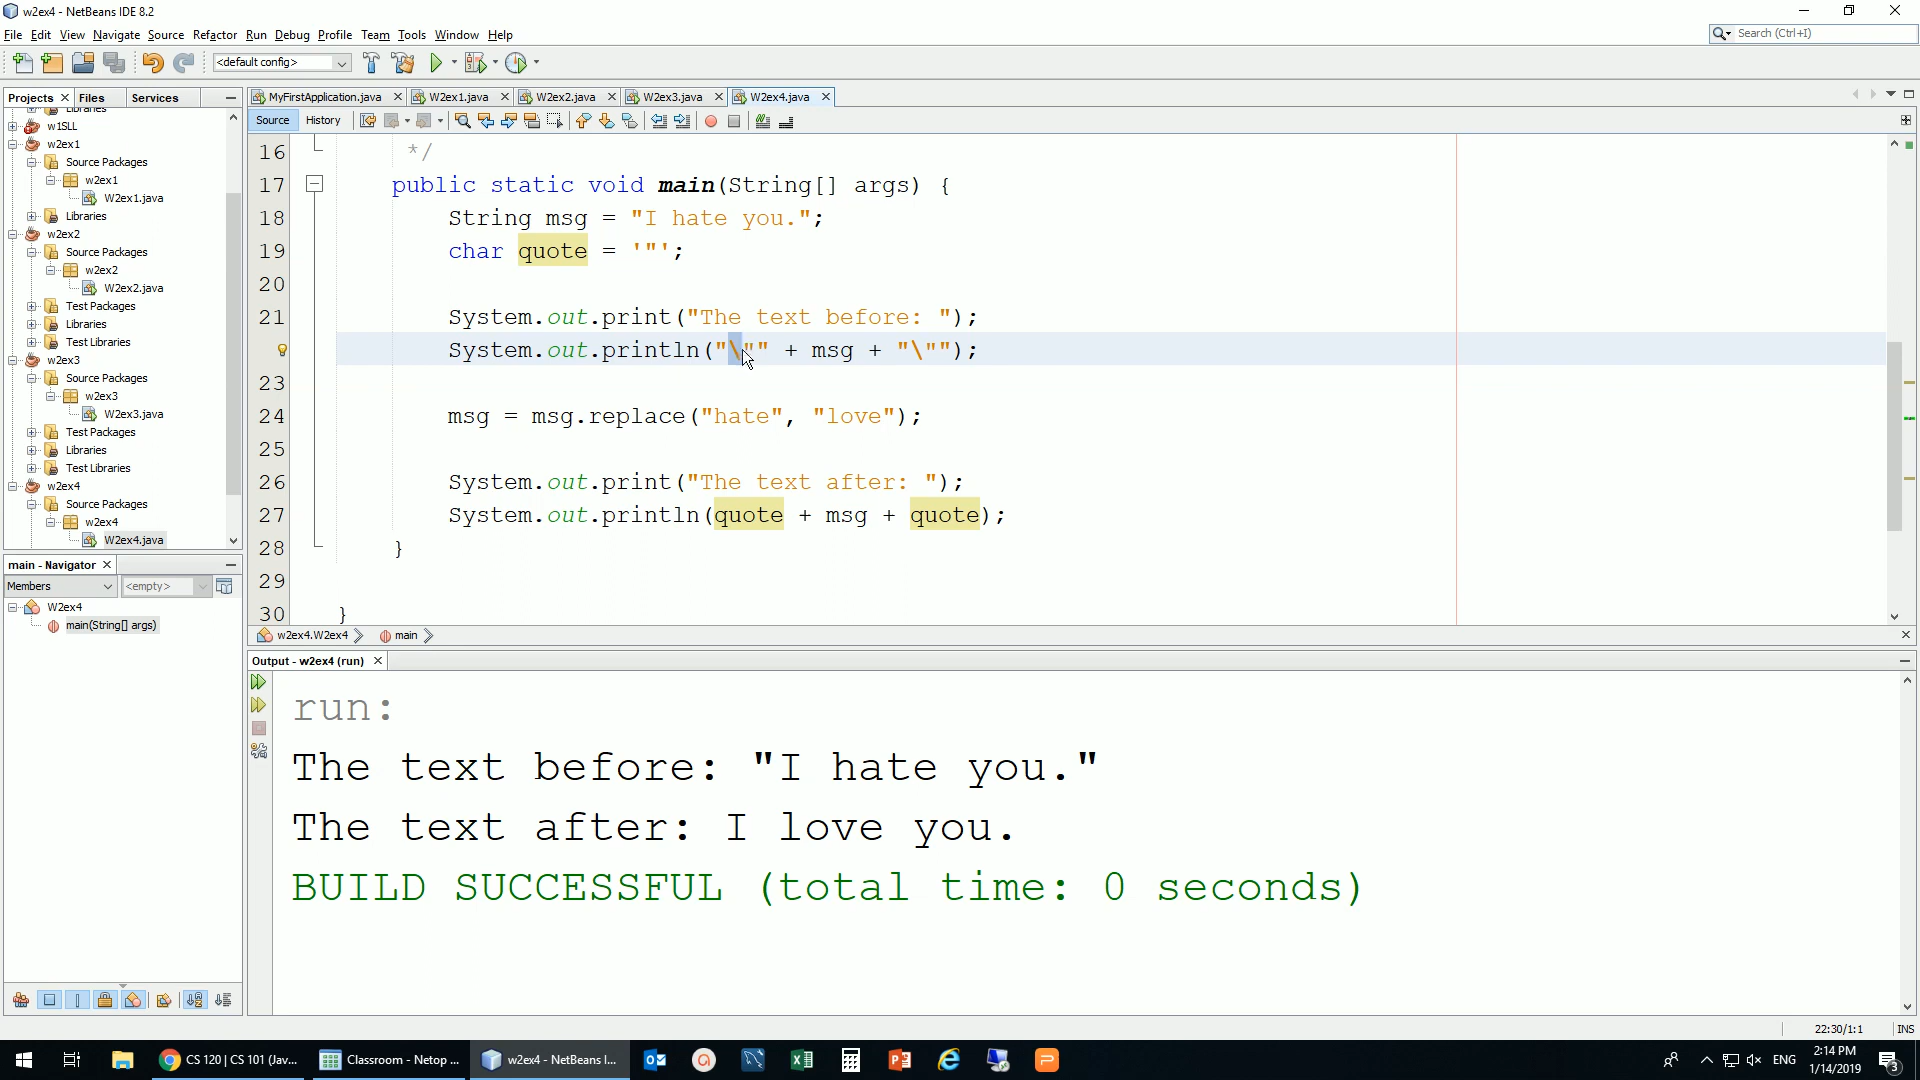 w2ex4 - NetBeans IDE 8.2
File Edit View Navigate Source Refactor Run Debug Profile Team Tools Window Help
Search (Ctrl+I)
<default config>
Projects Files Services
MyFirstApplication.java W2ex1.java W2ex2.java W2ex3.java W2ex4.java
Source History
Libraries
w1SLL
w2ex1
Source Packages
w2ex1
W2ex1.java
Libraries
w2ex2
Source Packages
w2ex2
W2ex2.java
Test Packages
Libraries
Test Libraries
w2ex3
Source Packages
w2ex3
W2ex3.java
Test Packages
Libraries
Test Libraries
w2ex4
Source Packages
w2ex4
W2ex4.java
16 */
17 public static void main(String[] args) {
18 String msg = "I hate you.";
19 char quote = '"';
20
21 System.out.print("The text before: ");
System.out.println("\"" + msg + "\"");
23
24 msg = msg.replace("hate", "love");
25
26 System.out.print("The text after: ");
27 System.out.println(quote + msg + quote);
28 }
29
30 }
w2ex4.W2ex4 main
main - Navigator
Members <empty>
W2ex4
main(String[] args)
Output - w2ex4 (run)
run:
The text before: "I hate you."
The text after: I love you.
BUILD SUCCESSFUL (total time: 0 seconds)
22:30/1:1 INS
CS 120 | CS 101 (Jav...
Classroom - Netop ...
w2ex4 - NetBeans I...
ENG
2:14 PM
1/14/2019
3